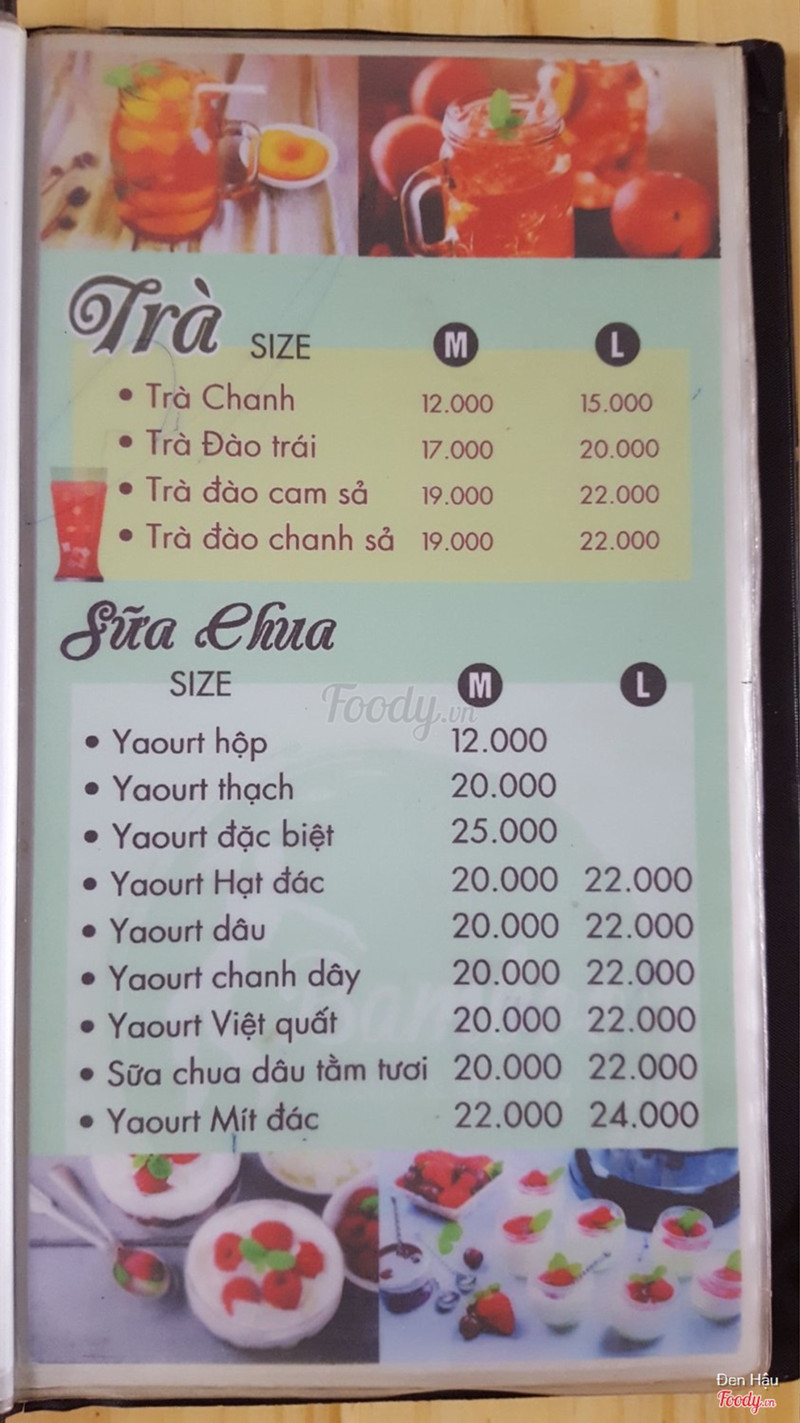 Trà SIZE M L
• Trà Chanh 12.000 15.000
• Trà Đào trái 17.000 20.000
• Trà đào cam sả 19.000 22.000
• Trà đào chanh sả 19.000 22.000
Sữa Chua
SIZE M L
Foody.vn
• Yaourt hộp 12.000
• Yaourt thạch 20.000
• Yaourt đặc biệt 25.000
• Yaourt Hạt đác 20.000 22.000
• Yaourt dâu 20.000 22.000
• Yaourt chanh dây 20.000 22.000
• Yaourt Việt quất 20.000 22.000
• Sữa chua dâu tằm tươi 20.000 22.000
• Yaourt Mít đác 22.000 24.000
Đen Hậu
Foody.vn